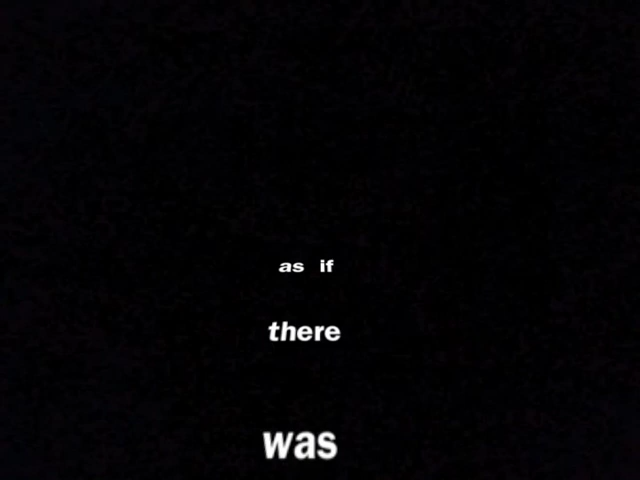 as if
there
was